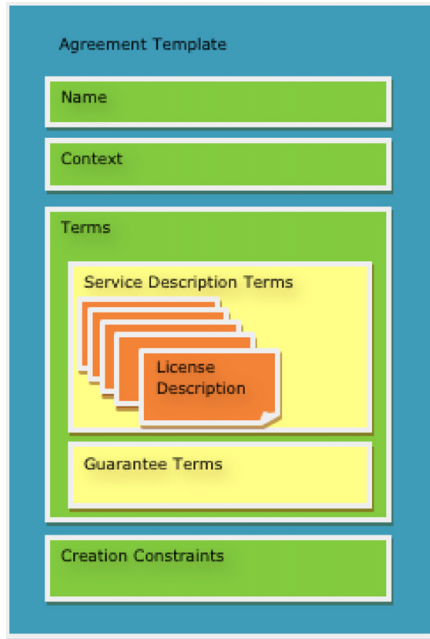 Agreement Template
Name
Context
Terms
Service Description Terms
License
Description
Guarantee Terms
Creation Constraints